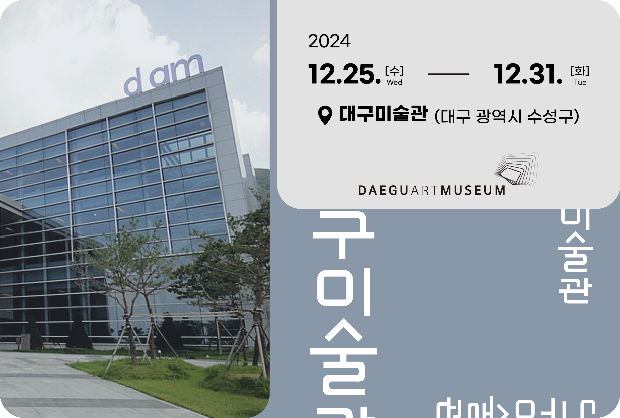 dam
2024
12.25. [수] Wed — 12.31. [화] Tue
대구미술관 (대구 광역시 수성구)
DAEGUARTMUSEUM
구미술
미술관